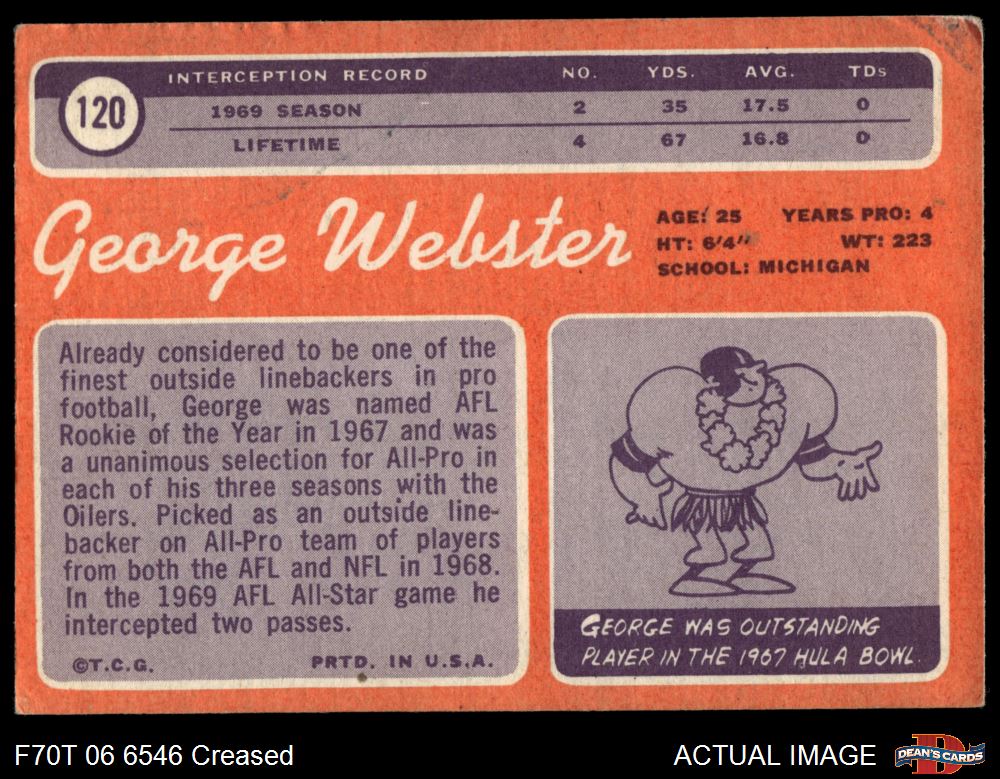 120
INTERCEPTION RECORD NO. YDS. AVG. TDs
1969 SEASON 2 35 17.5 0
LIFETIME 4 67 16.8 0
George Webster
AGE: 25 YEARS PRO: 4
HT: 6'4" WT: 223
SCHOOL: MICHIGAN
Already considered to be one of the
finest outside linebackers in pro
football, George was named AFL
Rookie of the Year in 1967 and was
a unanimous selection for All-Pro in
each of his three seasons with the
Oilers. Picked as an outside line-
backer on All-Pro team of players
from both the AFL and NFL in 1968.
In the 1969 AFL All-Star game he
intercepted two passes.
©T.C.G. PRTD. IN U.S.A.
GEORGE WAS OUTSTANDING
PLAYER IN THE 1967 HULA BOWL.
F70T 06 6546 Creased
ACTUAL IMAGE
D
DEAN'S CARDS